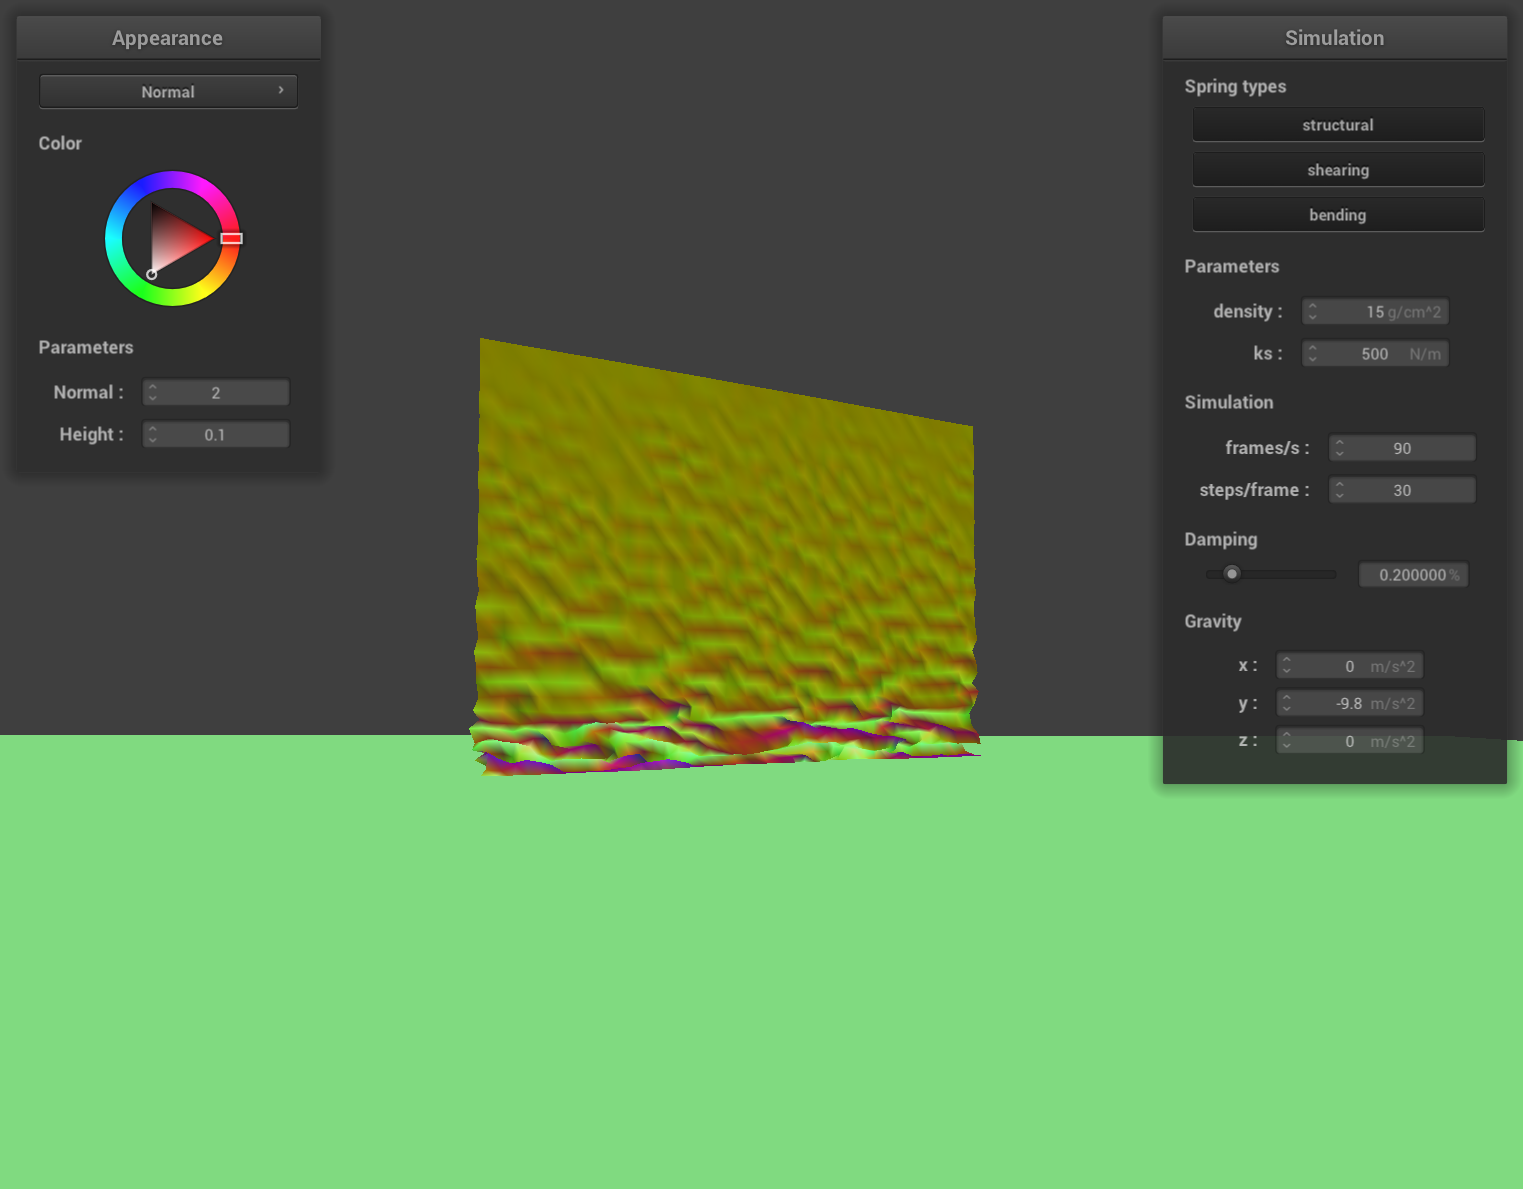 Appearance
Normal
Color
Parameters
Normal : 2
Height : 0.1
Simulation
Spring types
structural
shearing
bending
Parameters
density : 15 g/cm^2
ks : 500 N/m
Simulation
frames/s : 90
steps/frame : 30
Damping
0.200000 %
Gravity
x : 0 m/s^2
y : -9.8 m/s^2
z : 0 m/s^2